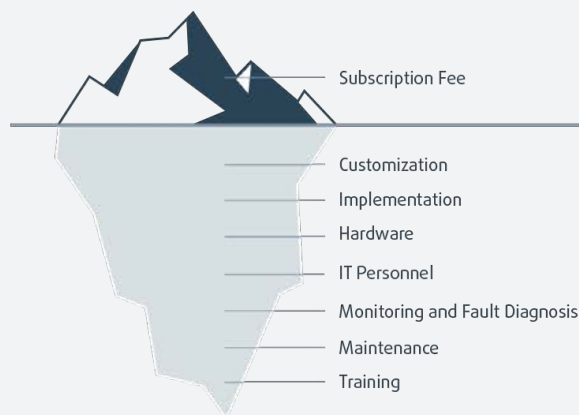 Subscription Fee
Customization
Implementation
Hardware
IT Personnel
Monitoring and Fault Diagnosis
Maintenance
Training